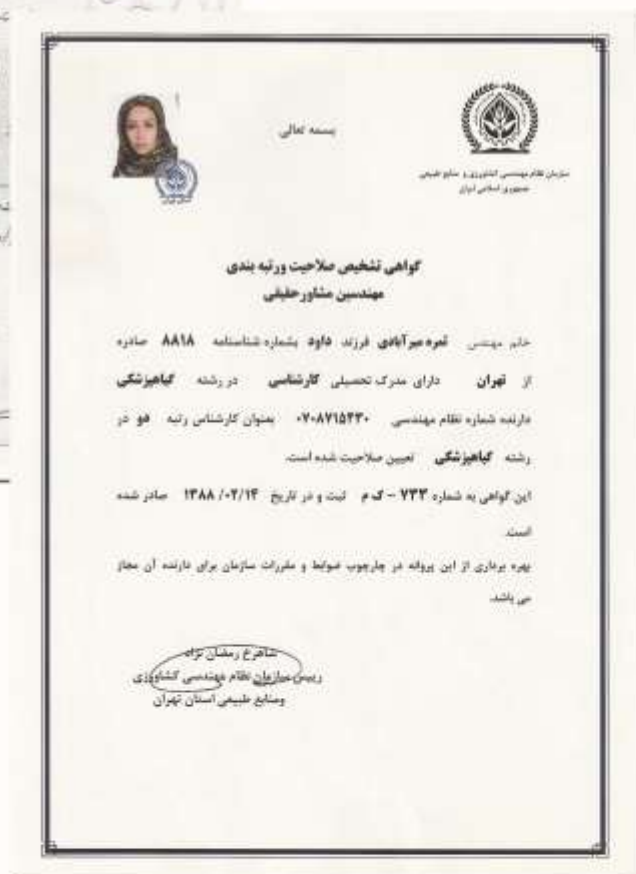 بسمه تعالی
سازمان نظام مهندسی کشاورزی و منابع طبیعی
جمهوری اسلامی ایران
گواهی تشخیص صلاحیت ورتبه بندی
مهندسین مشاور حقیقی
خانم مهندس ثمره میرآبادی فرزند داود بشماره شناسنامه ۸۸۱۸ صادره
از تهران دارای مدرک تحصیلی کارشناسی در رشته گیاهپزشکی
دارنده شماره نظام مهندسی ۰۷۰۸۷۱۵۴۳۰ بعنوان کارشناس رتبه دو در
رشته گیاهپزشکی تعیین صلاحیت شده است.
این گواهی به شماره ۷۳۳ – ک م ثبت و در تاریخ ۱۳۸۸/۰۲/۱۴ صادر شده
است.
بهره برداری از این پروانه در چارچوب ضوابط و مقررات سازمان برای دارنده آن مجاز
می باشد.
شاهرخ رمضان نژاد
رییس سازمان نظام مهندسی کشاورزی
ومنابع طبیعی استان تهران